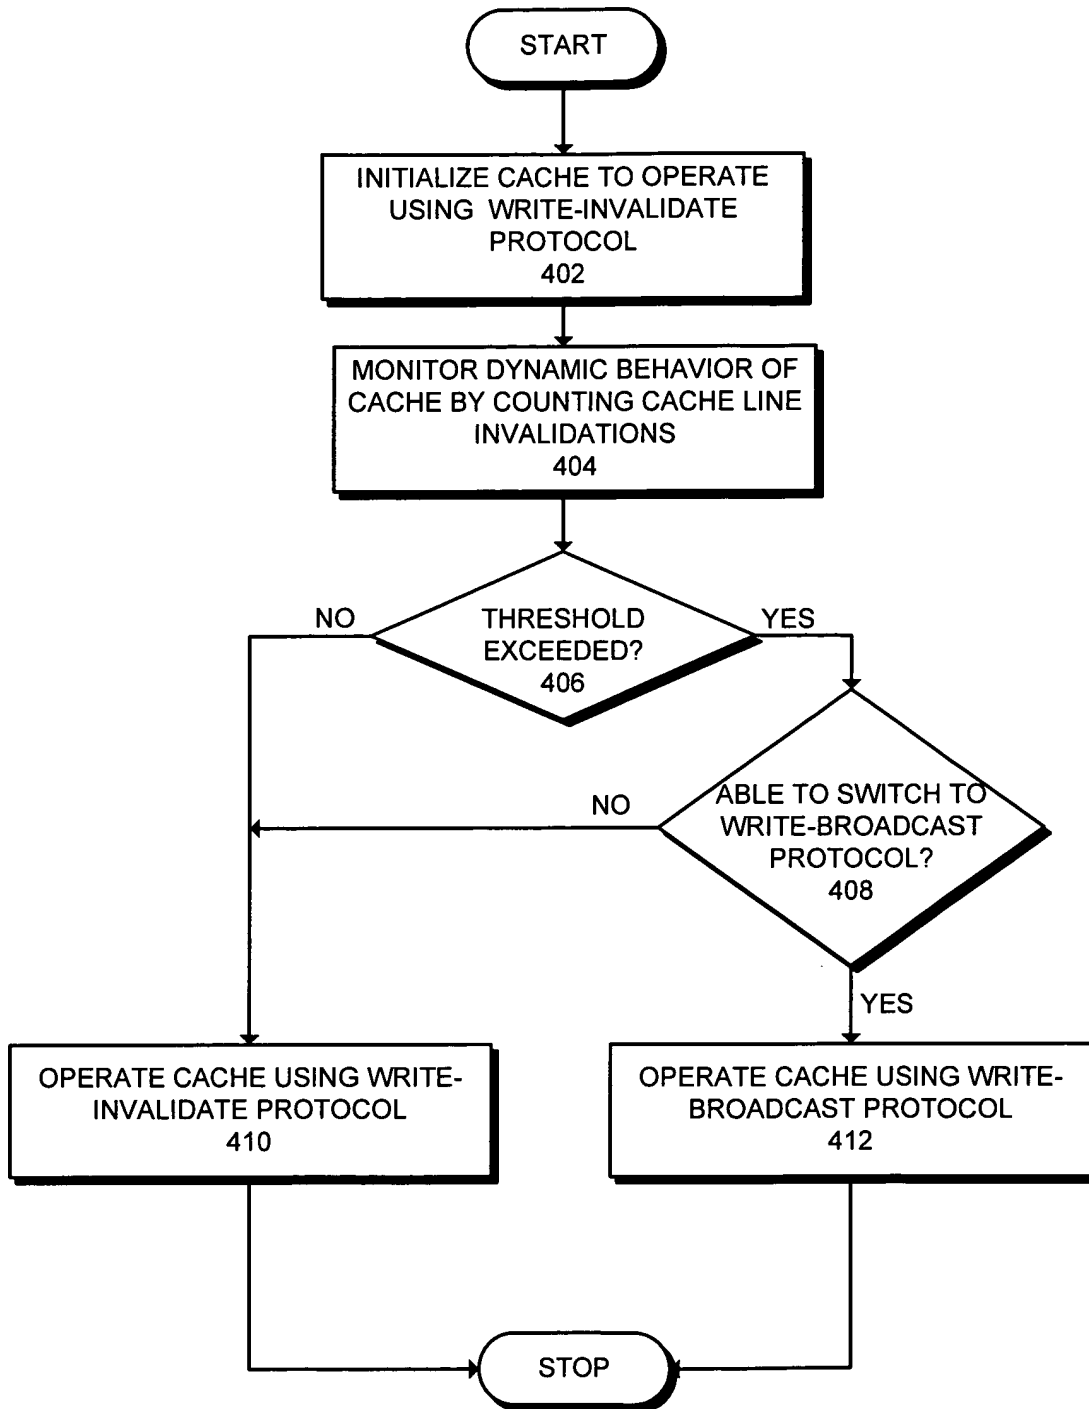 START
INITIALIZE CACHE TO OPERATE
USING WRITE-INVALIDATE
PROTOCOL
402
MONITOR DYNAMIC BEHAVIOR OF
CACHE BY COUNTING CACHE LINE
INVALIDATIONS
404
NO
THRESHOLD
EXCEEDED?
406
YES
NO
ABLE TO SWITCH TO
WRITE-BROADCAST
PROTOCOL?
408
YES
OPERATE CACHE USING WRITE-
INVALIDATE PROTOCOL
410
OPERATE CACHE USING WRITE-
BROADCAST PROTOCOL
412
STOP